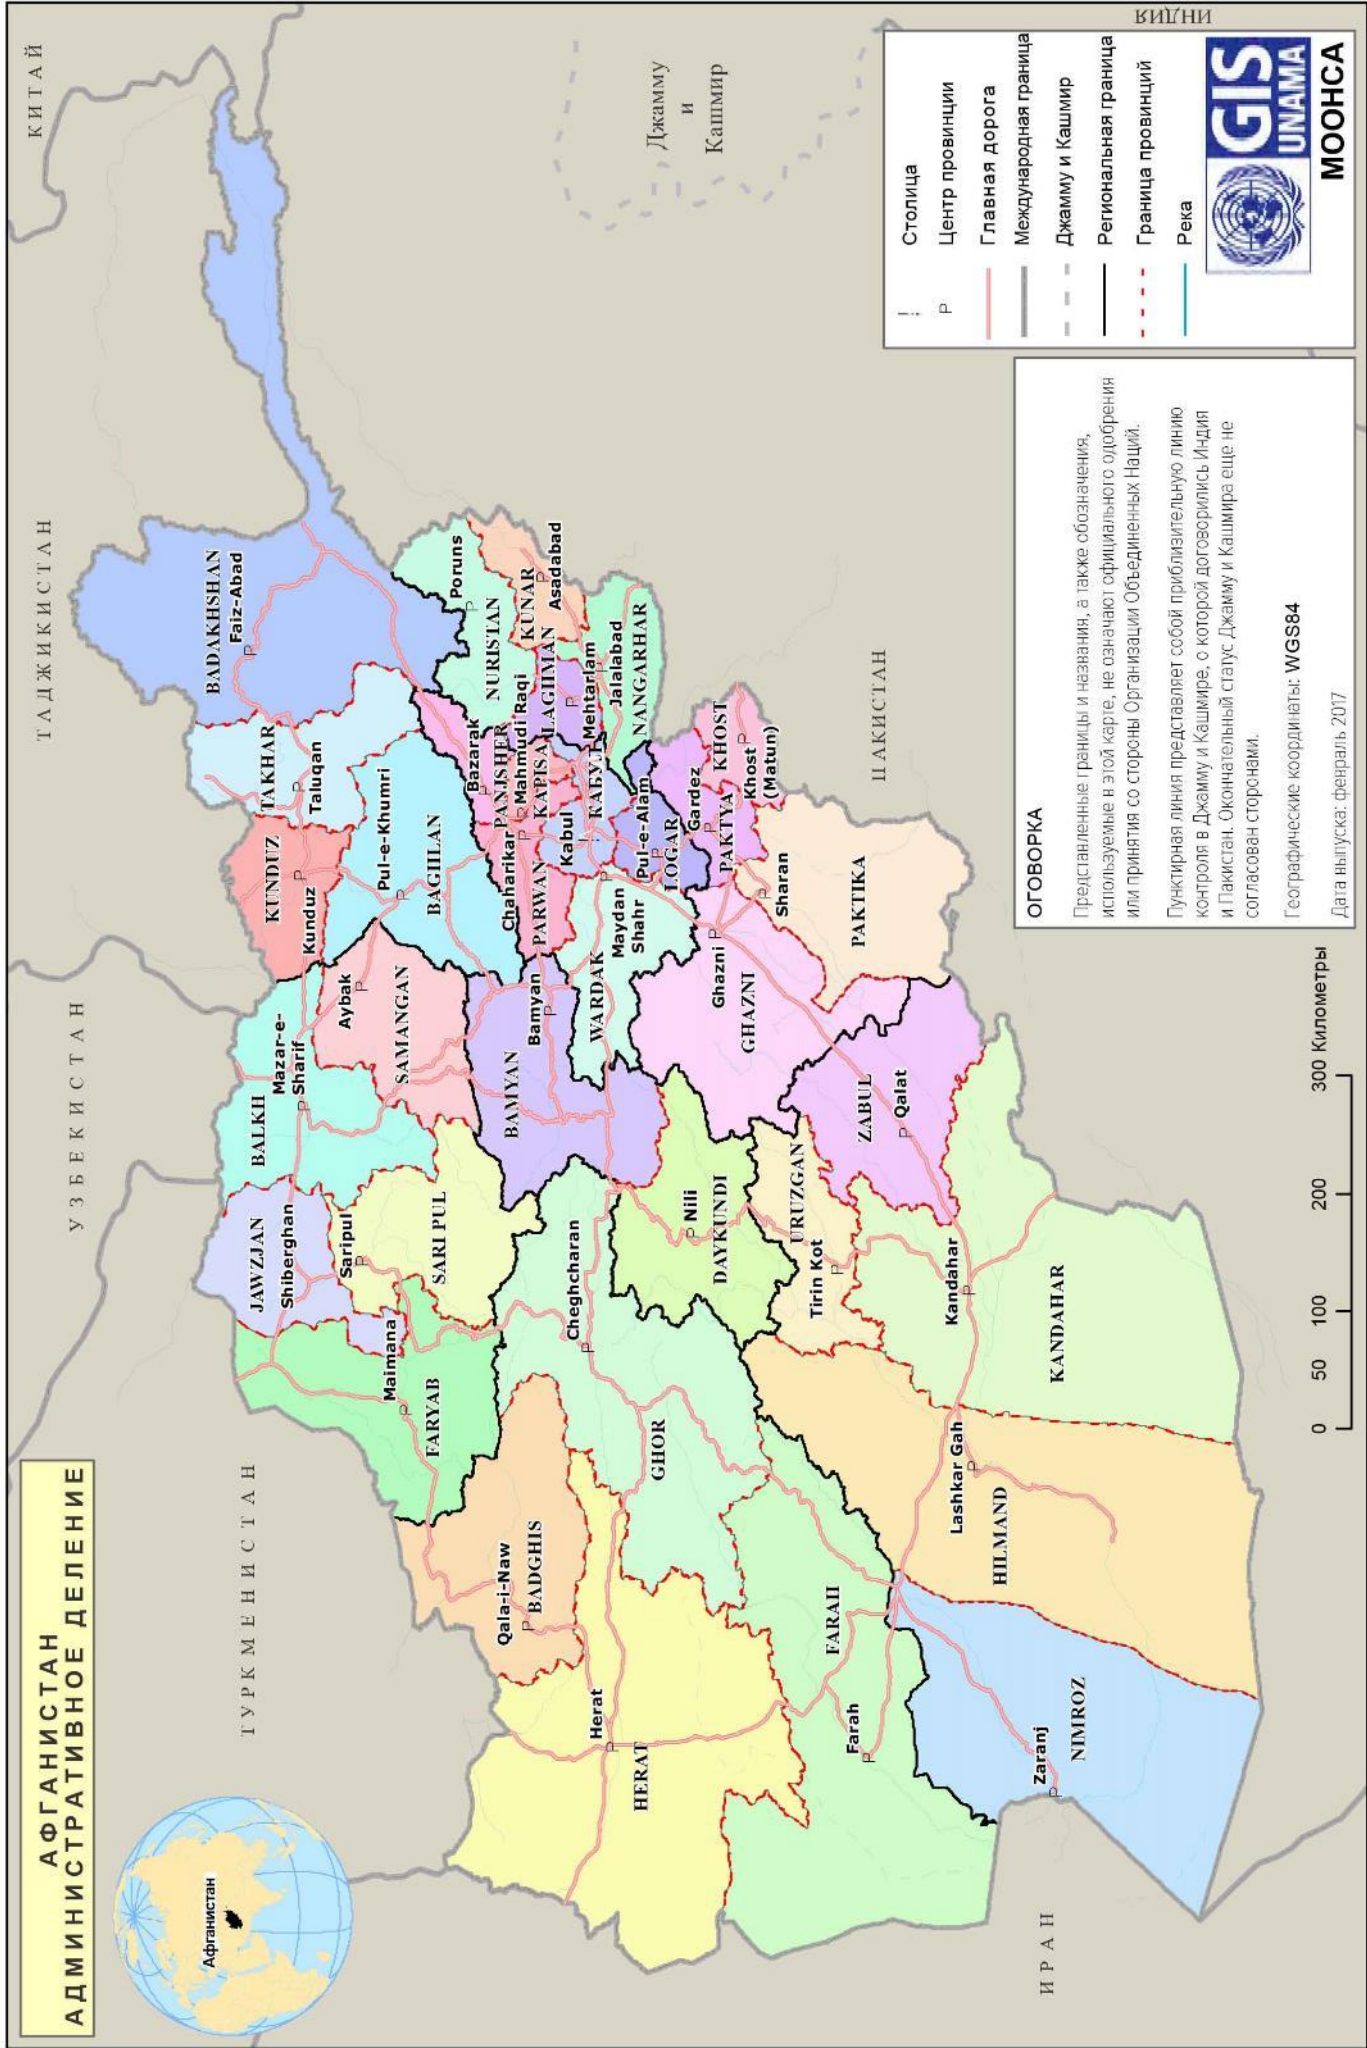 АФГАНИСТАН
АДМИНИСТРАТИВНОЕ ДЕЛЕНИЕ
Афганистан
КИТАЙ
ТАДЖИКИСТАН
УЗБЕКИСТАН
ТУРКМЕНИСТАН
ИРАН
ПАКИСТАН
ИНДИЯ
Джамму
и
Кашмир
BADAKHSHAN
Faiz-Abad
TAKHAR
Taluqan
KUNDUZ
Kunduz
Pul-e-Khumri
BAGHLAN
BALKH
Mazar-e-
Sharif
Aybak
SAMANGAN
JAWZJAN
Shiberghan
Saripul
SARI PUL
Maimana
FARYAB
Qala-i-Naw
BADGHIS
Herat
HERAT
Cheghcharan
GHOR
BAMYAN
Bamyan
Poruns
NURISTAN
KUNAR
Asadabad
LAGHMAN
Mehtarlam
Jalalabad
NANGARHAR
Bazarak
PANJSHER
Mahmudi Raqi
KAPISA
Charikar
PARWAN
Kabul
KABUL
Pul-e-Alam
LOGAR
WARDAK
Maydan
Shahr
Gardez
PAKTYA
KHOST
Khost
(Matun)
Sharan
PAKTIKA
Ghazni
GHAZNI
Nili
DAYKUNDI
URUZGAN
Tirin Kot
ZABUL
Qalat
Kandahar
KANDAHAR
Lashkar Gah
HILMAND
FARAH
Farah
Zaranj
NIMROZ
! Столица
P Центр провинции
Главная дорога
Международная граница
Джамму и Кашмир
Региональная граница
Граница провинций
Река
GIS
UNAMA
МООНСА
ОГОВОРКА
Представленные границы и названия, а также обозначения,
используемые в этой карте, не означают официального одобрения
или принятия со стороны Организации Объединенных Наций.
Пунктирная линия представляет собой приблизительную линию
контроля в Джамму и Кашмире, о которой договорились Индия
и Пакистан. Окончательный статус Джамму и Кашмира еще не
согласован сторонами.
Географические координаты: WGS84
Дата выпуска: февраль 2017
0 50 100 200 300 Километры